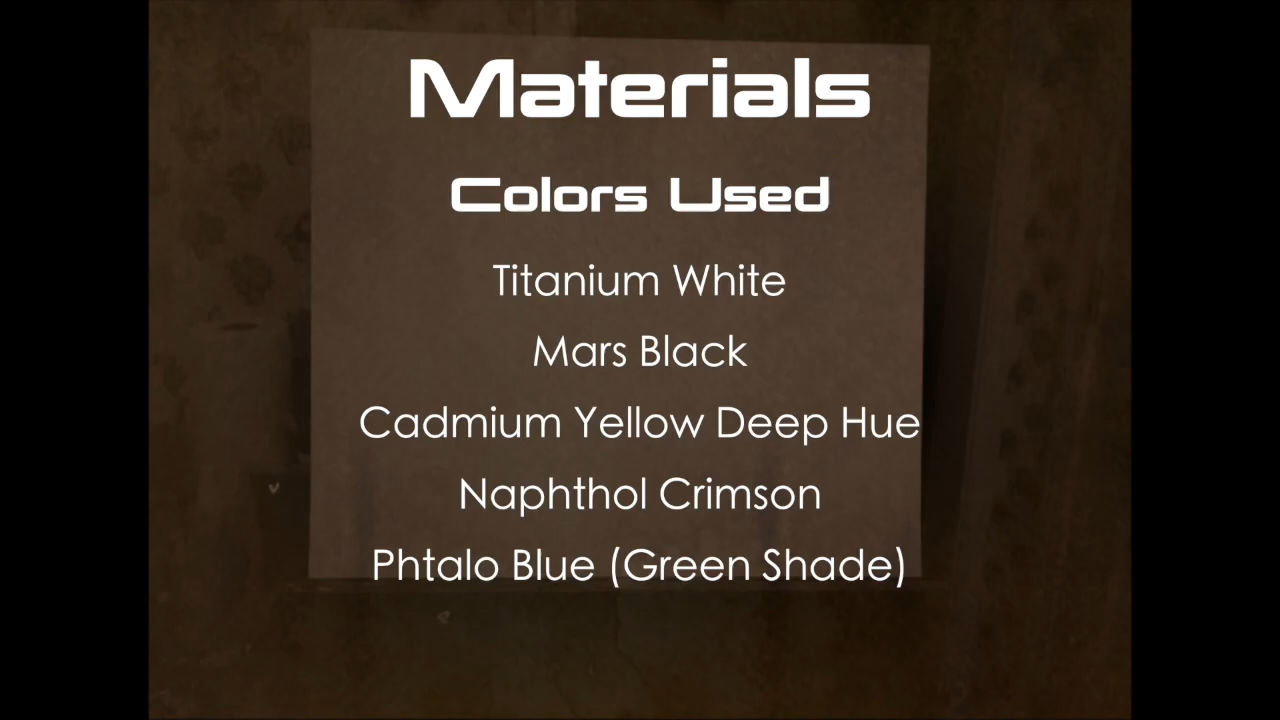 Materials
Colors Used
Titanium White
Mars Black
Cadmium Yellow Deep Hue
Naphthol Crimson
Phtalo Blue (Green Shade)